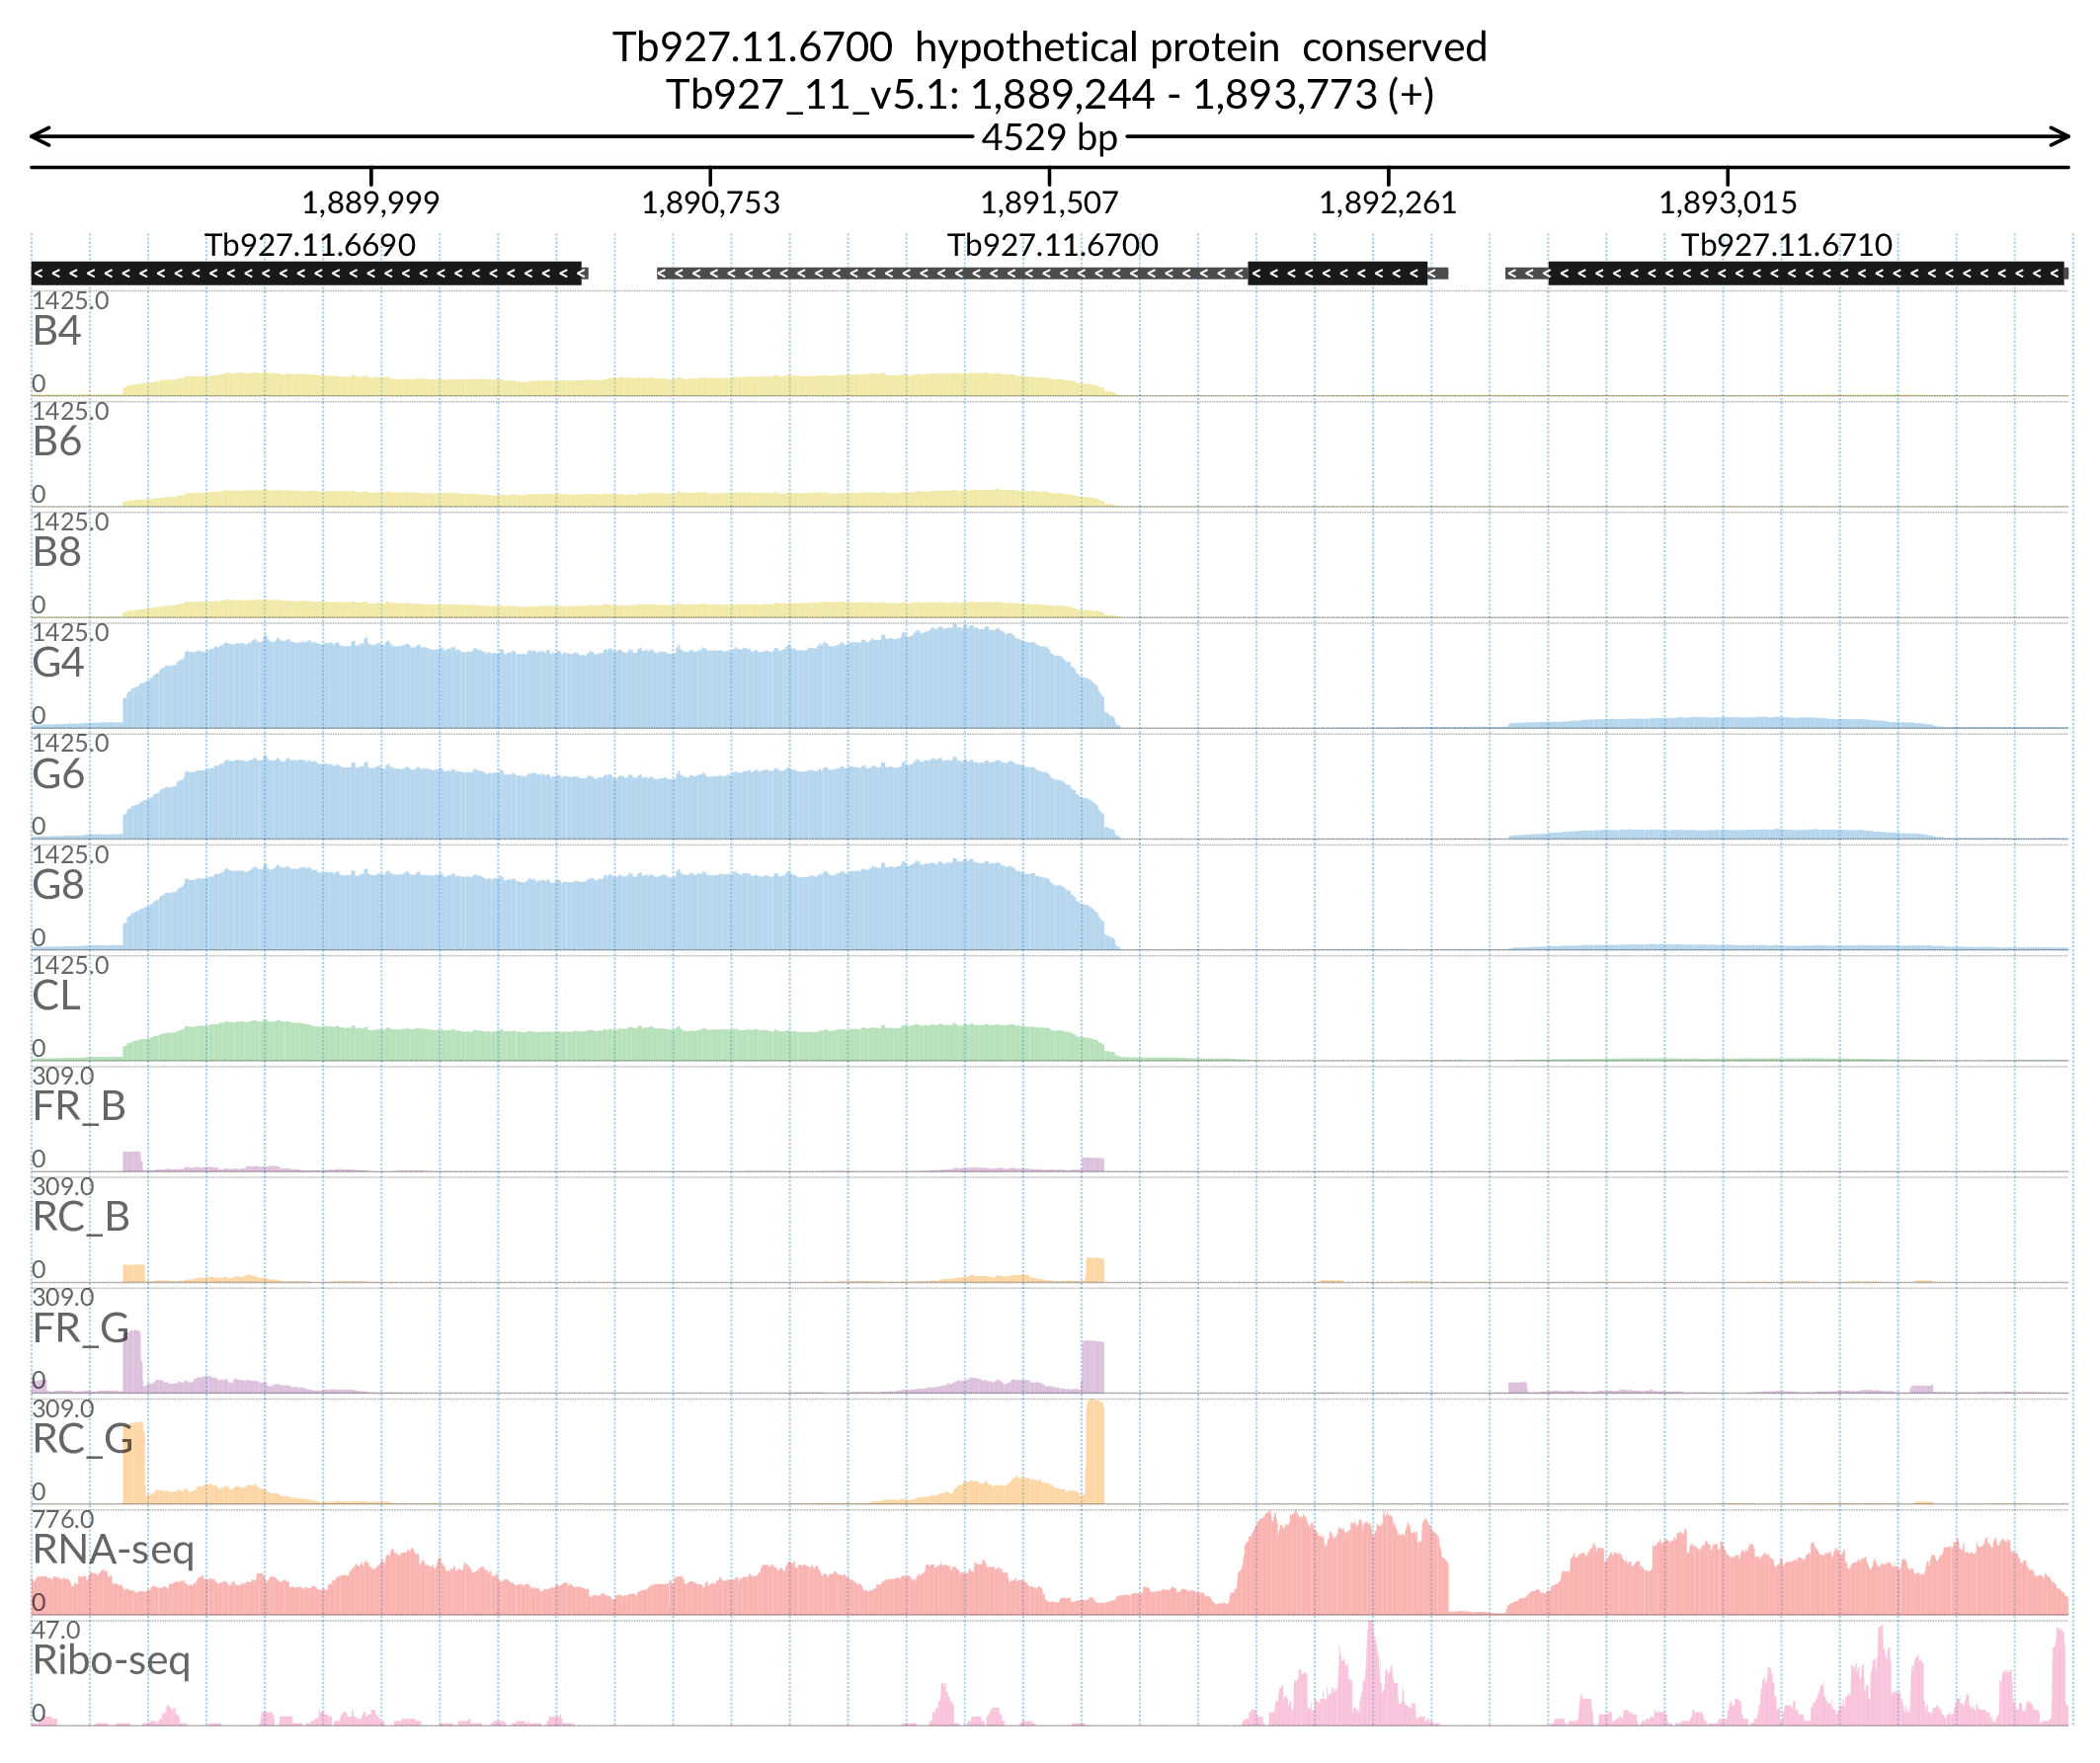 Tb927.11.6700 hypothetical protein conserved
Tb927_11_v5.1: 1,889,244 - 1,893,773 (+)
4529 bp
1,889,999 1,890,753 1,891,507 1,892,261 1,893,015
Tb927.11.6690 Tb927.11.6700 Tb927.11.6710
1425.0
B4
0
1425.0
B6
0
1425.0
B8
0
1425.0
G4
0
1425.0
G6
0
1425.0
G8
0
1425.0
CL
0
309.0
FR_B
0
309.0
RC_B
0
309.0
FR_G
0
309.0
RC_G
0
776.0
RNA-seq
0
47.0
Ribo-seq
0